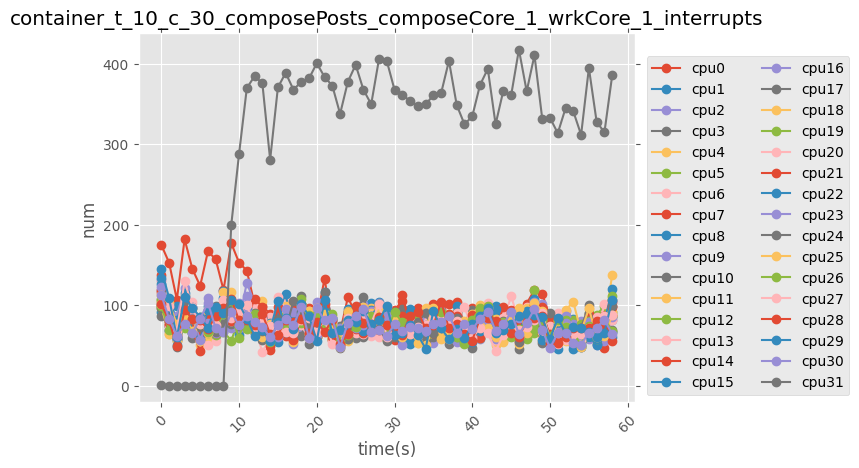 container_t_10_c_30_composePosts_composeCore_1_wrkCore_1_interrupts
400
300
200
100
0
num
0
10
20
30
40
50
60
time(s)
cpu0
cpu1
cpu2
cpu3
cpu4
cpu5
cpu6
cpu7
cpu8
cpu9
cpu10
cpu11
cpu12
cpu13
cpu14
cpu15
cpu16
cpu17
cpu18
cpu19
cpu20
cpu21
cpu22
cpu23
cpu24
cpu25
cpu26
cpu27
cpu28
cpu29
cpu30
cpu31